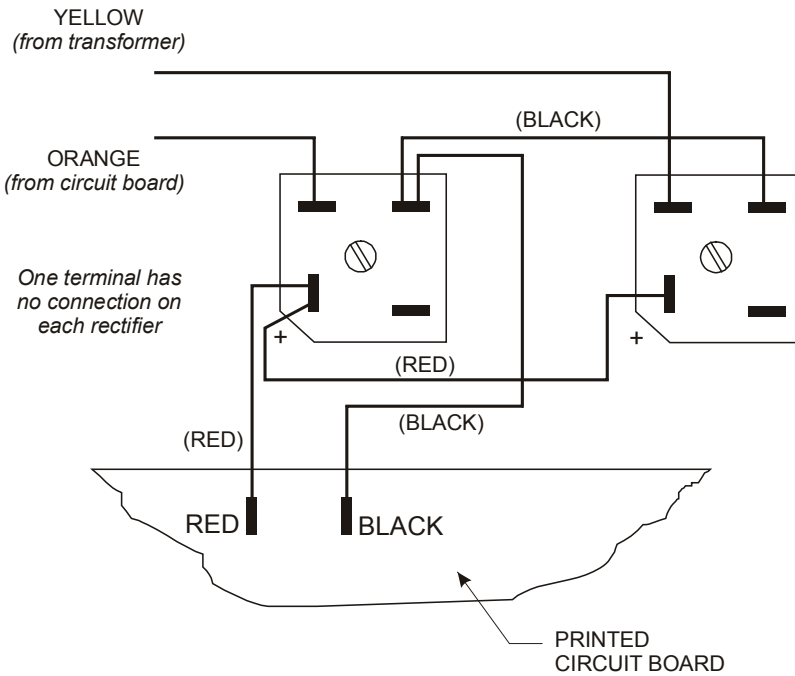 YELLOW
(from transformer)
(BLACK)
ORANGE
(from circuit board)
One terminal has
no connection on
each rectifier
+
+
(RED)
(BLACK)
(RED)
RED
BLACK
PRINTED
CIRCUIT BOARD